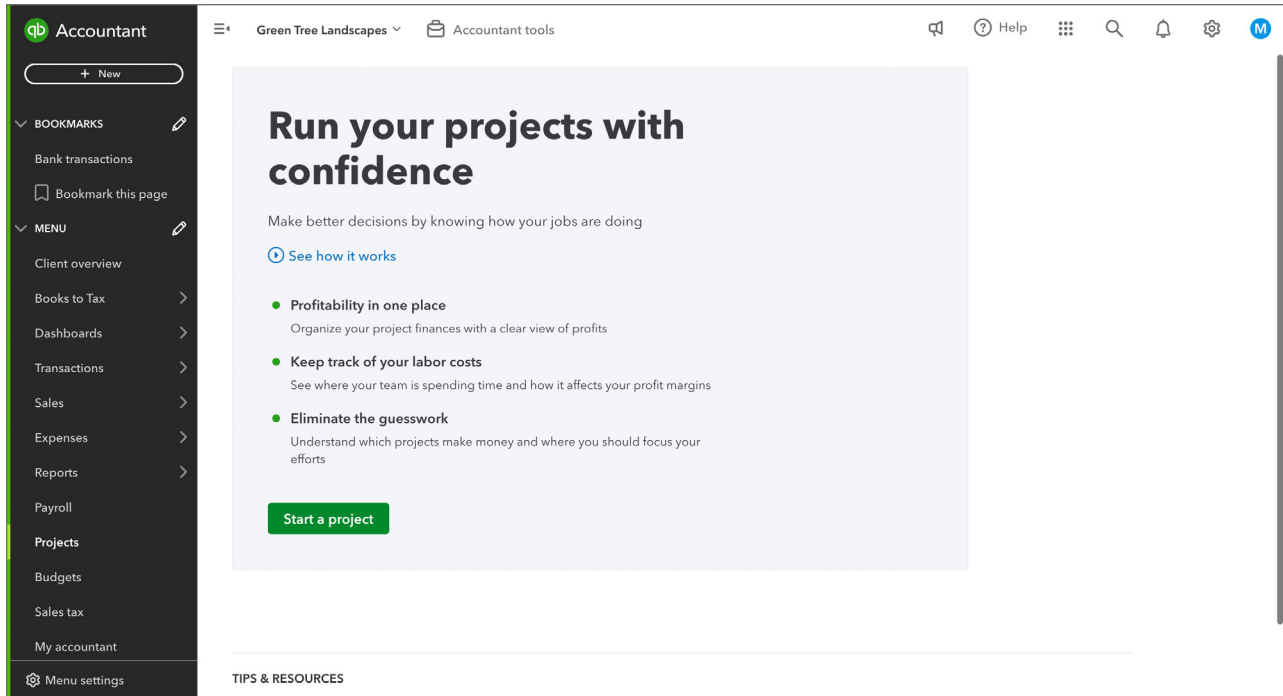 qb Accountant
+ New
BOOKMARKS
Bank transactions
Bookmark this page
MENU
Client overview
Books to Tax
Dashboards
Transactions
Sales
Expenses
Reports
Payroll
Projects
Budgets
Sales tax
My accountant
Menu settings
Green Tree Landscapes
Accountant tools
? Help
M
Run your projects with
confidence
Make better decisions by knowing how your jobs are doing
See how it works
Profitability in one place
Organize your project finances with a clear view of profits
Keep track of your labor costs
See where your team is spending time and how it affects your profit margins
Eliminate the guesswork
Understand which projects make money and where you should focus your
efforts
Start a project
TIPS & RESOURCES